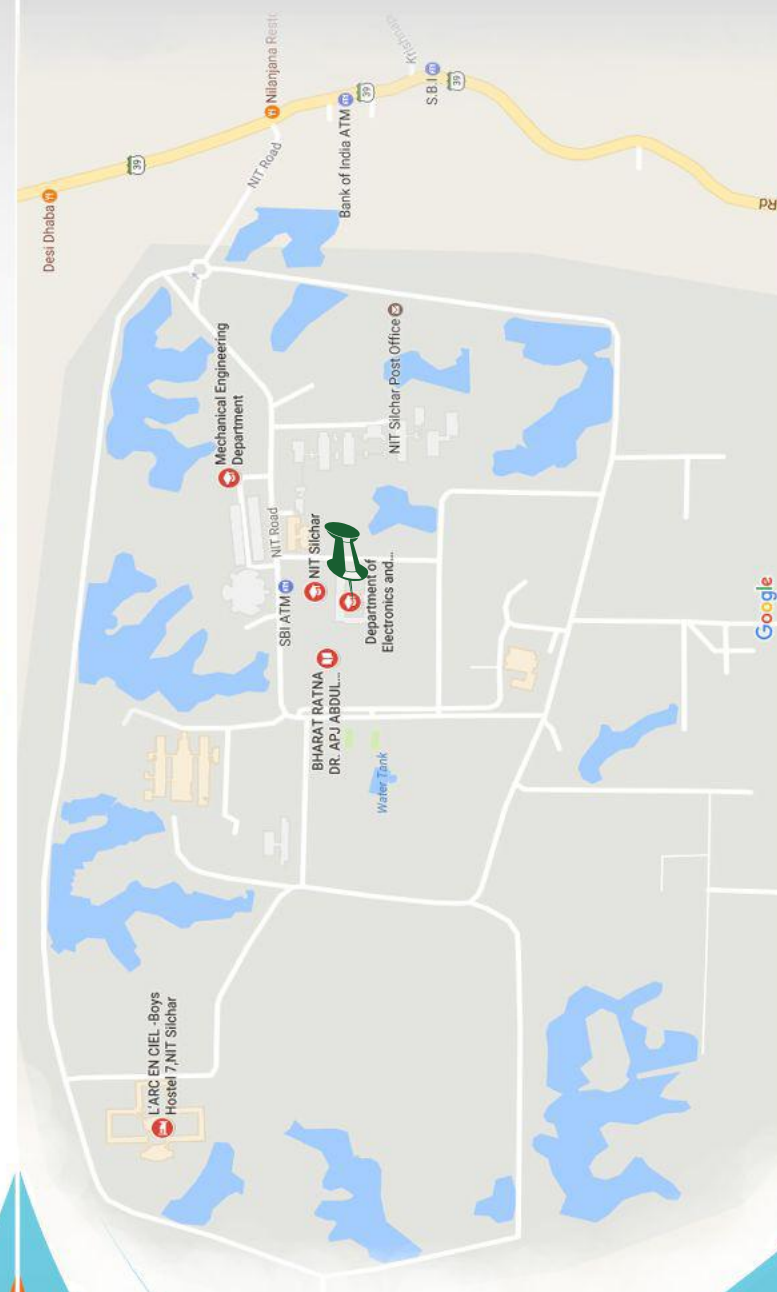 Desi Dhaba
39
L'ARC EN CIEL -Boys
Hostel 7,NIT Silchar
Mechanical Engineering
Department
NIT Road
Nilanjana
NIT Road
SBI ATM
NIT Silchar
BHARAT RATNA
DR. APJ ABDUL...
Bank of India ATM
39
Department of
Electronics and...
Water Tank
NIT Silchar Post Office
S.B.I
39
Google
Rd